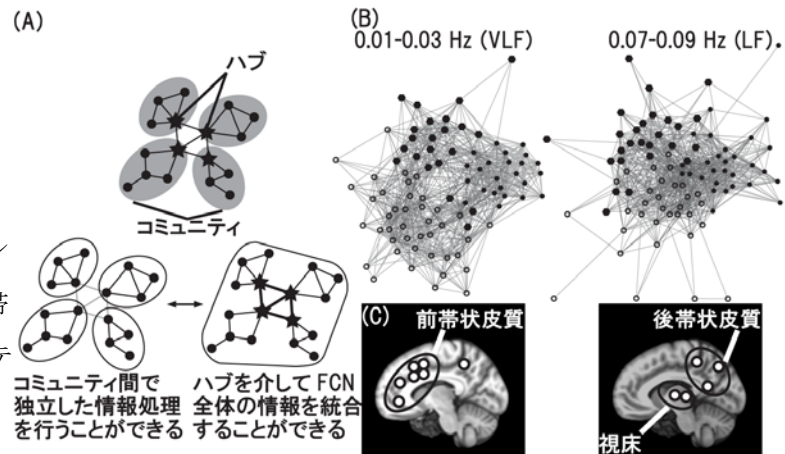 (A)
ハブ
コミュニティ
コミュニティ間で
独立した情報処理
を行うことができる
ハブを介して FCN
全体の情報を統合
することができる
(B)
0.01-0.03 Hz (VLF)
0.07-0.09 Hz (LF)
(C)
前帯状皮質
後帯状皮質
視床